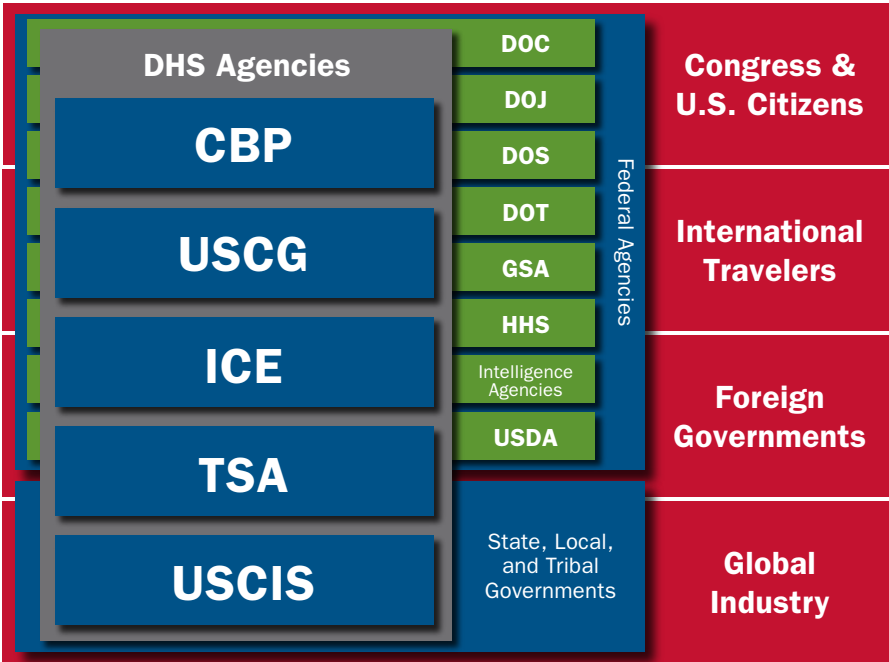 DHS Agencies
CBP
USCG
ICE
TSA
USCIS
DOC
DOJ
DOS
DOT
GSA
HHS
Intelligence
Agencies
USDA
Federal Agencies
State, Local,
and Tribal
Governments
Congress &
U.S. Citizens
International
Travelers
Foreign
Governments
Global
Industry